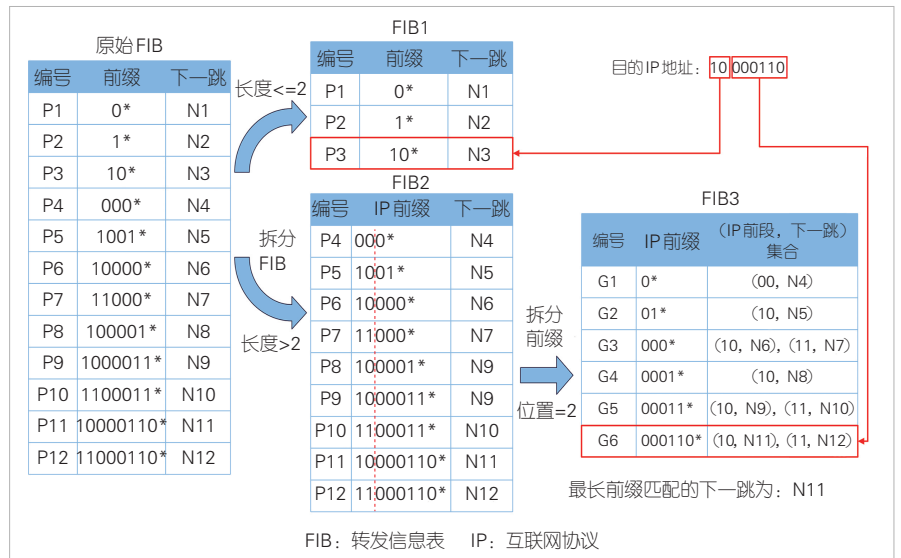 原始FIB
编号 前缀 下一跳
P1 0* N1
P2 1* N2
P3 10* N3
P4 000* N4
P5 1001* N5
P6 10000* N6
P7 11000* N7
P8 100001* N8
P9 1000011* N9
P10 1100011* N10
P11 10000110* N11
P12 11000110* N12
长度<=2
拆分
FIB
长度>2
FIB1
编号 前缀 下一跳
P1 0* N1
P2 1* N2
P3 10* N3
FIB2
编号 IP前缀 下一跳
P4 000* N4
P5 1001* N5
P6 10000* N6
P7 11000* N7
P8 100001* N9
P9 1000011* N9
P10 1100011* N10
P11 10000110* N11
P12 11000110* N12
拆分
前缀
位置=2
目的IP地址：10 000110
FIB3
编号 IP前缀 （IP前段，下一跳）
集合
G1 0* （00, N4）
G2 01* （10, N5）
G3 000* （10, N6），（11, N7）
G4 0001* （10, N8）
G5 00011* （10, N9），（11, N10）
G6 000110* （10, N11），（11, N12）
最长前缀匹配的下一跳为：N11
FIB：转发信息表 IP：互联网协议